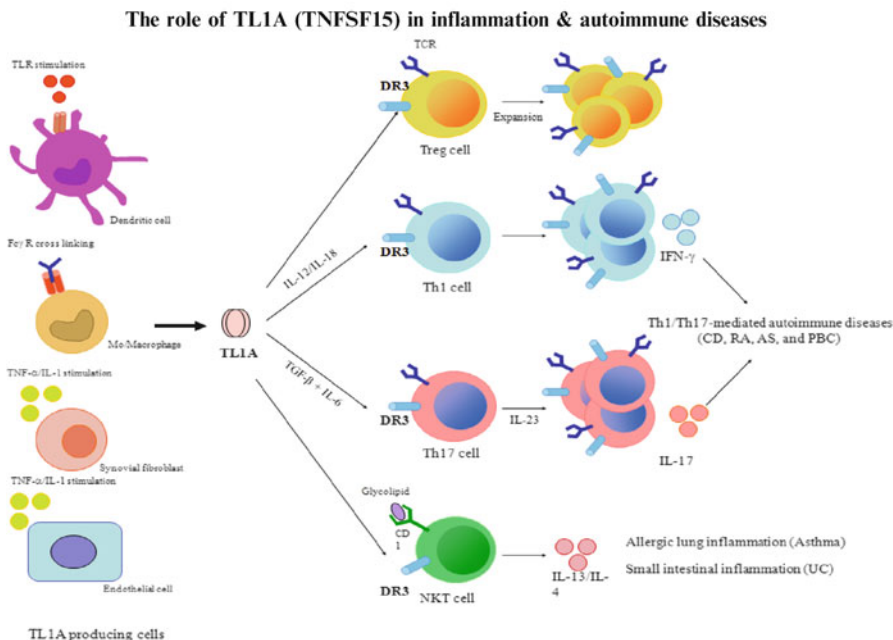 The role of TL1A (TNFSF15) in inflammation & autoimmune diseases
TLR stimulation
Dendritic cell
Fcγ R cross linking
Mo/Macrophage
TNF-α/IL-1 stimulation
Synovial fibroblast
TNF-α/IL-1 stimulation
Endothelial cell
TL1A producing cells
TL1A
IL-12/IL-18
TGF-β + IL-6
TCR
DR3
Treg cell
Expansion
DR3
Th1 cell
IFN-γ
DR3
Th17 cell
IL-23
IL-17
Th1/Th17-mediated autoimmune diseases
(CD, RA, AS, and PBC)
Glycolipid
CD
1
DR3
NKT cell
IL-13/IL-
4
Allergic lung inflammation (Asthma)
Small intestinal inflammation (UC)